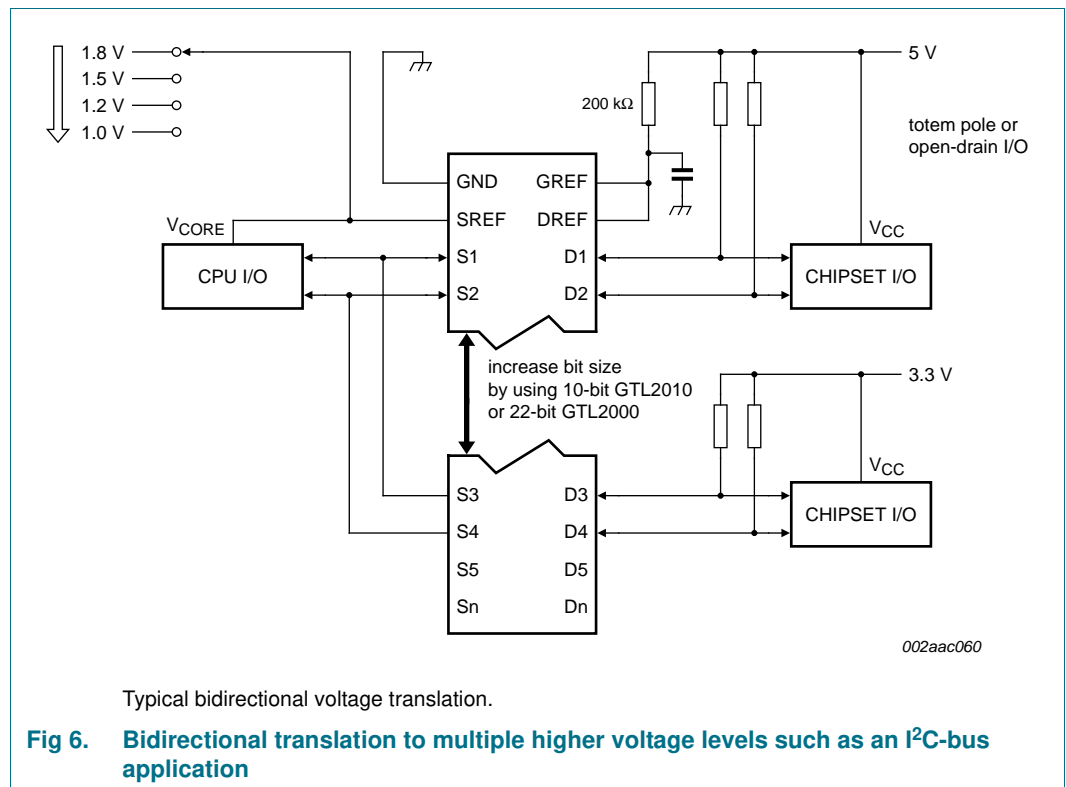 1.8 V
1.5 V
1.2 V
1.0 V
5 V
200 kΩ
totem pole or
open-drain I/O
GND
GREF
SREF
DREF
VCORE
VCC
S1
D1
CPU I/O
CHIPSET I/O
S2
D2
increase bit size
by using 10-bit GTL2010
or 22-bit GTL2000
3.3 V
VCC
S3
D3
CHIPSET I/O
S4
D4
S5
D5
Sn
Dn
002aac060
Typical bidirectional voltage translation.
Fig 6. Bidirectional translation to multiple higher voltage levels such as an I²C-bus
application